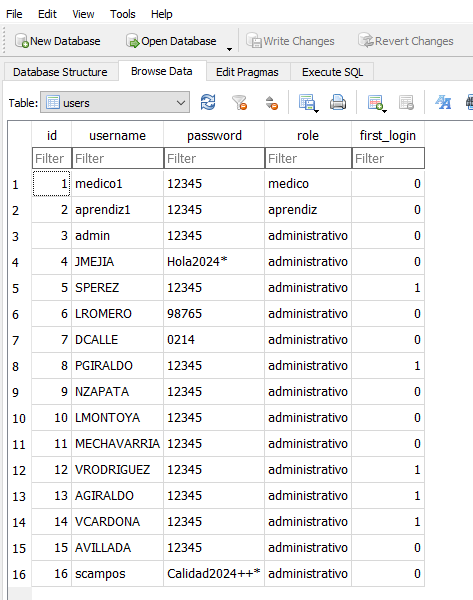 File Edit View Tools Help
New Database Open Database Write Changes Revert Changes
Database Structure Browse Data Edit Pragmas Execute SQL
Table: users
id username password role first_login
Filter Filter Filter Filter Filter
1 1 medico1 12345 medico 0
2 2 aprendiz1 12345 aprendiz 0
3 3 admin 12345 administrativo 0
4 4 JMEJIA Hola2024* administrativo 0
5 5 SPEREZ 12345 administrativo 1
6 6 LROMERO 98765 administrativo 0
7 7 DCALLE 0214 administrativo 0
8 8 PGIRALDO 12345 administrativo 1
9 9 NZAPATA 12345 administrativo 0
10 10 LMONTOYA 12345 administrativo 0
11 11 MECHAVARRIA 12345 administrativo 0
12 12 VRODRIGUEZ 12345 administrativo 1
13 13 AGIRALDO 12345 administrativo 1
14 14 VCARDONA 12345 administrativo 1
15 15 AVILLADA 12345 administrativo 0
16 16 scampos Calidad2024++* administrativo 0